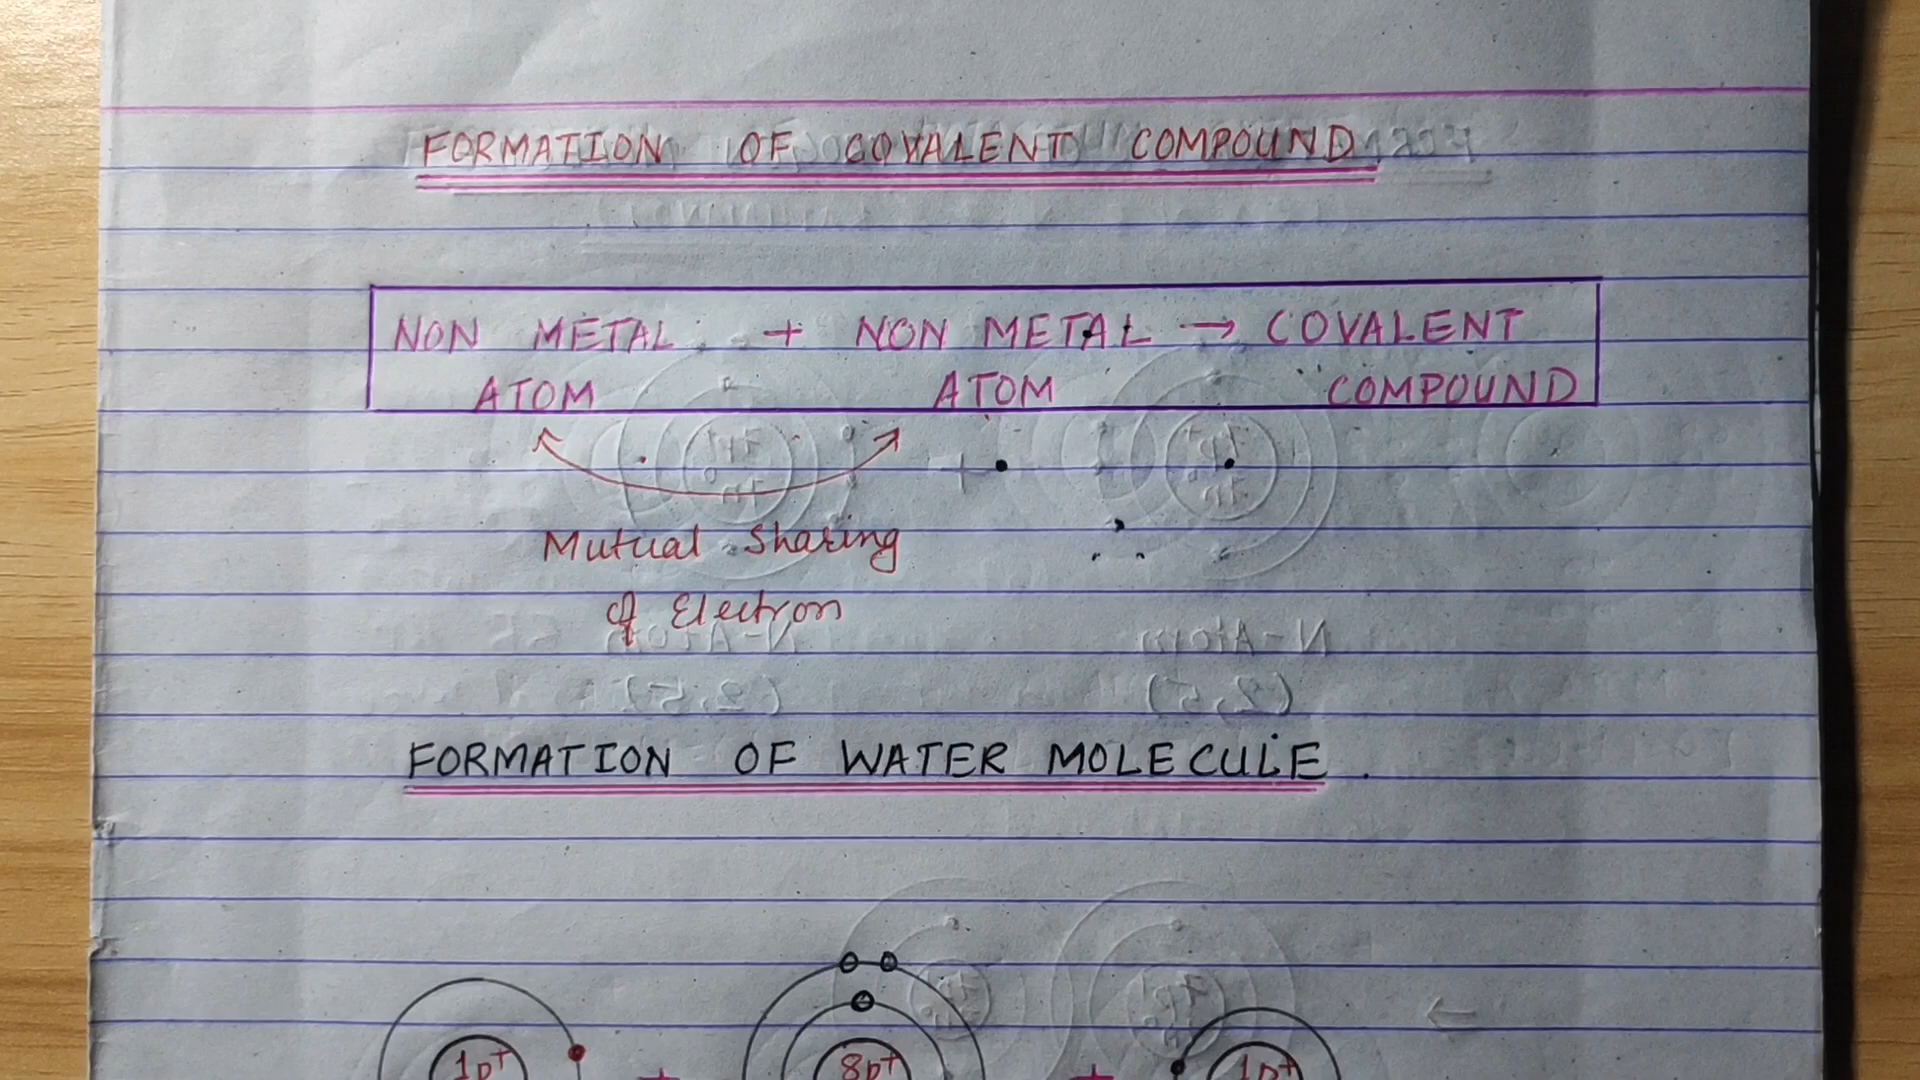 FORMATION OF COVALENT COMPOUND
NON METAL + NON METAL → COVALENT
ATOM ATOM COMPOUND
Mutual Sharing
of Electron
FORMATION OF WATER MOLECULE.
1p+ + 8p+ + 1p+